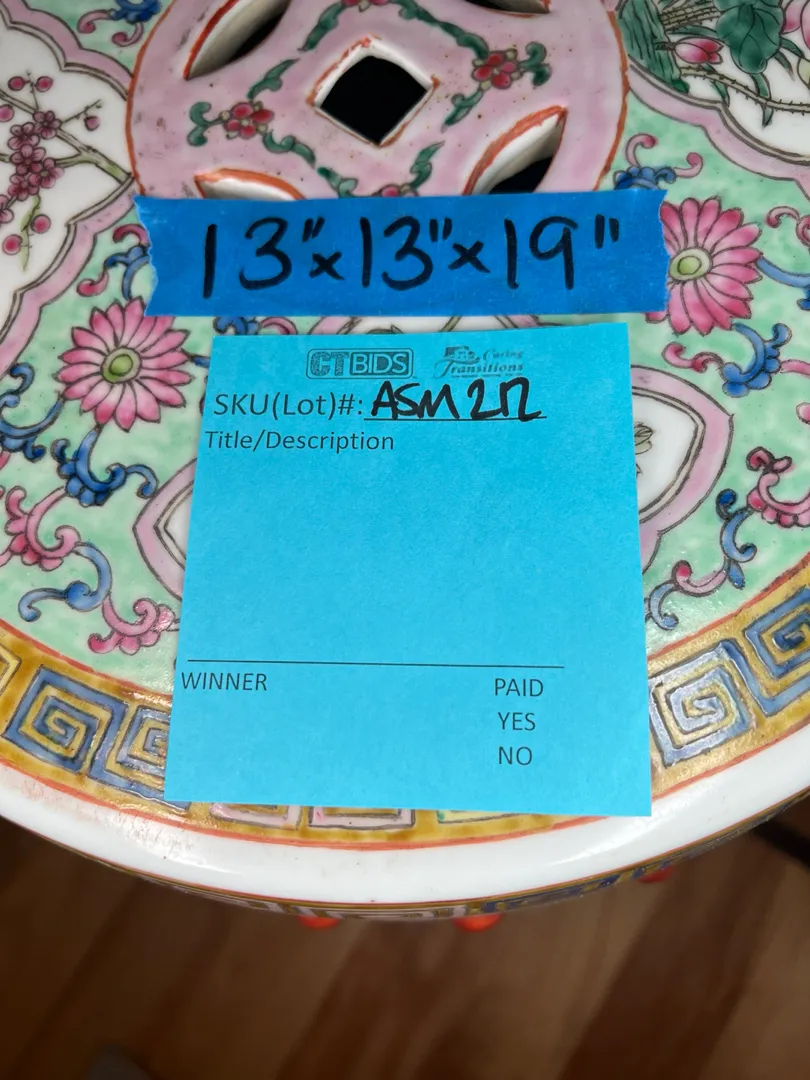 13"x13"x19"
CTBIDS Caring Transitions
SKU(Lot)#: ASM212
Title/Description
WINNER PAID
YES
NO